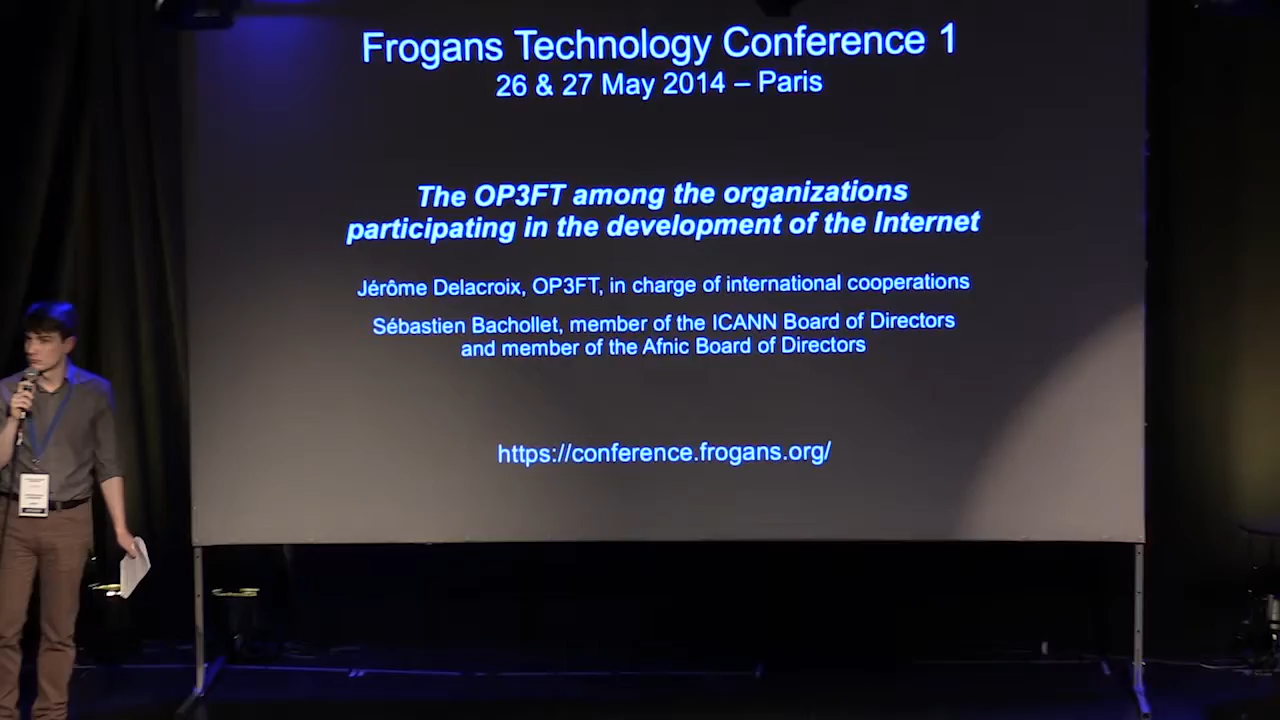 Frogans Technology Conference 1
26 & 27 May 2014 – Paris
The OP3FT among the organizations
participating in the development of the Internet
Jérôme Delacroix, OP3FT, in charge of international cooperations
Sébastien Bachollet, member of the ICANN Board of Directors
and member of the Afnic Board of Directors
https://conference.frogans.org/